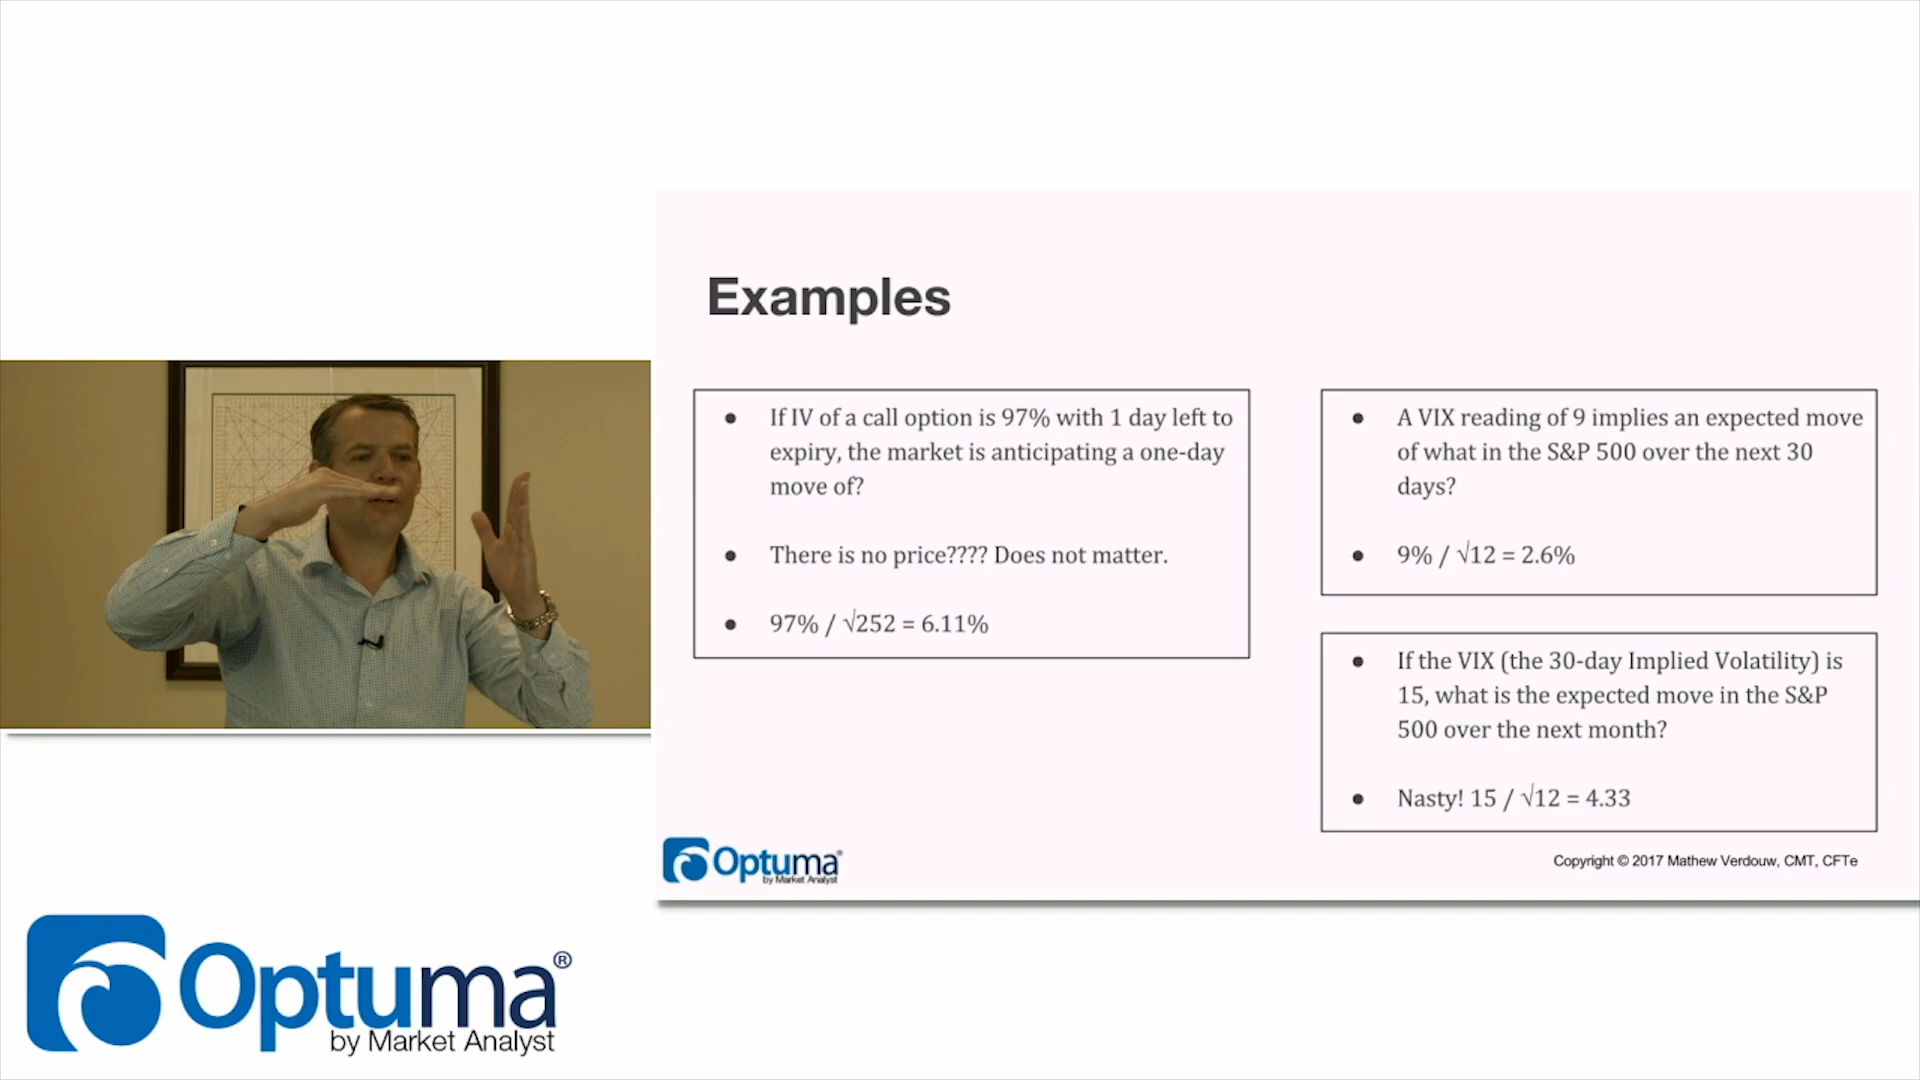 Examples
● If IV of a call option is 97% with 1 day left to
expiry, the market is anticipating a one-day
move of?
● There is no price???? Does not matter.
● 97% / √252 = 6.11%
● A VIX reading of 9 implies an expected move
of what in the S&P 500 over the next 30
days?
● 9% / √12 = 2.6%
● If the VIX (the 30-day Implied Volatility) is
15, what is the expected move in the S&P
500 over the next month?
● Nasty! 15 / √12 = 4.33
Optuma®
by Market Analyst
Copyright © 2017 Mathew Verdouw, CMT, CFTe
Optuma®
by Market Analyst